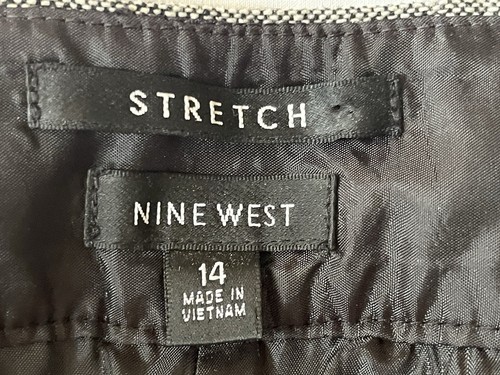 STRETCH
NINE WEST
14
MADE IN
VIETNAM